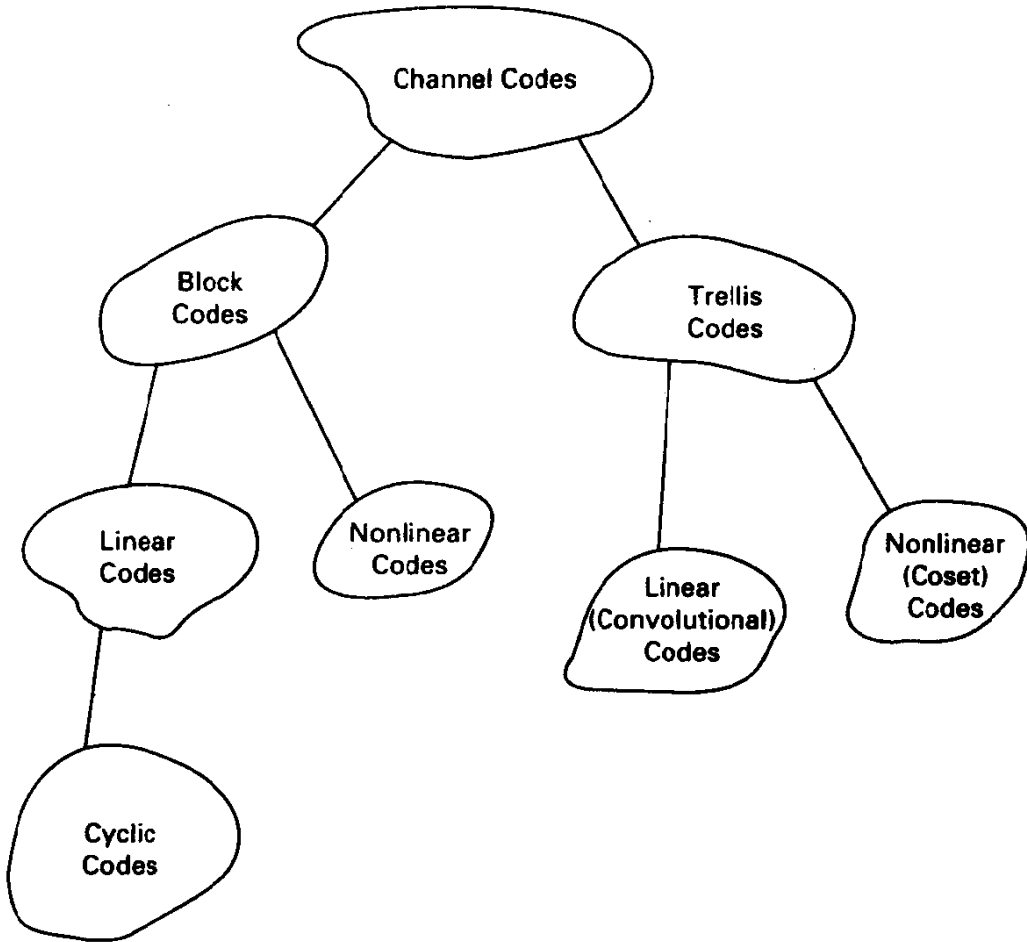 Channel Codes
Block
Codes
Trellis
Codes
Linear
Codes
Nonlinear
Codes
Linear
(Convolutional)
Codes
Nonlinear
(Coset)
Codes
Cyclic
Codes